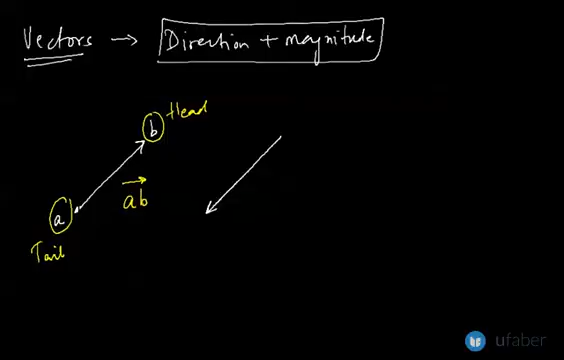 Vectors → Direction + magnitude
b Head
ab
a
Tail
ufaber